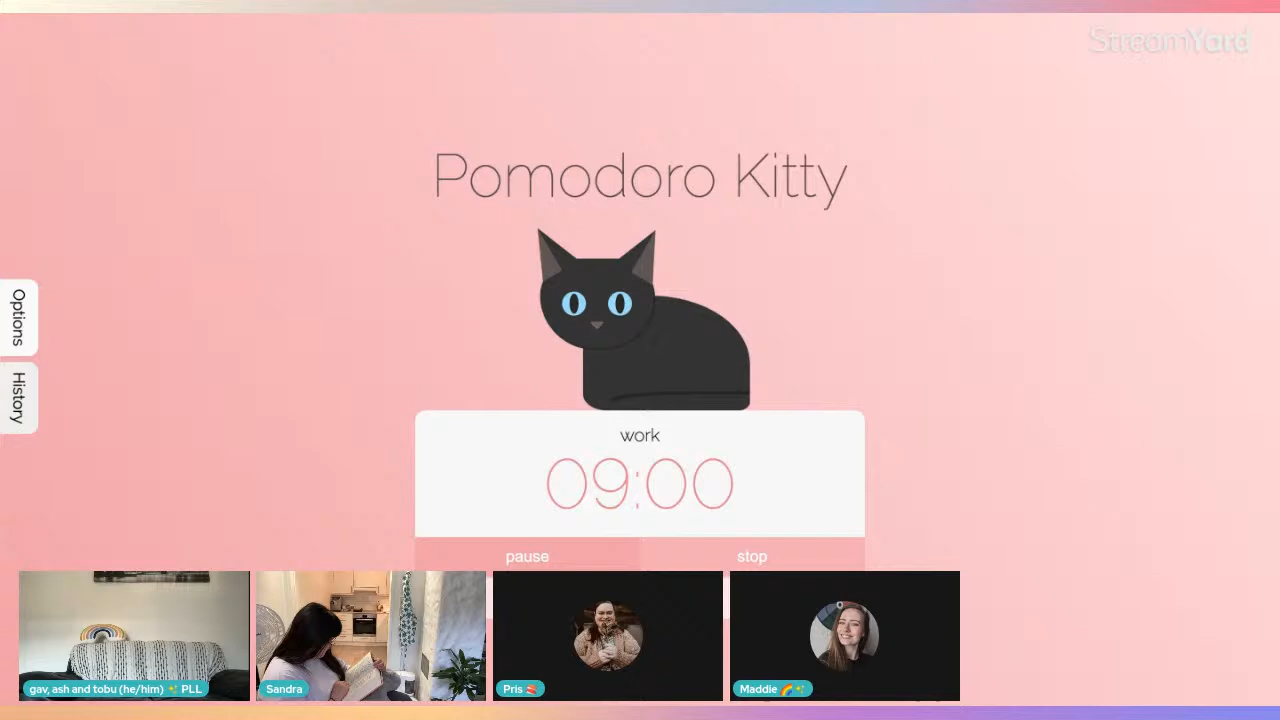 StreamYard
Pomodoro Kitty
Options
History
work
09:00
pause
stop
gav, ash and tobu (he/him) ✨ PLL
Sandra
Pris
Maddie 🌈✨